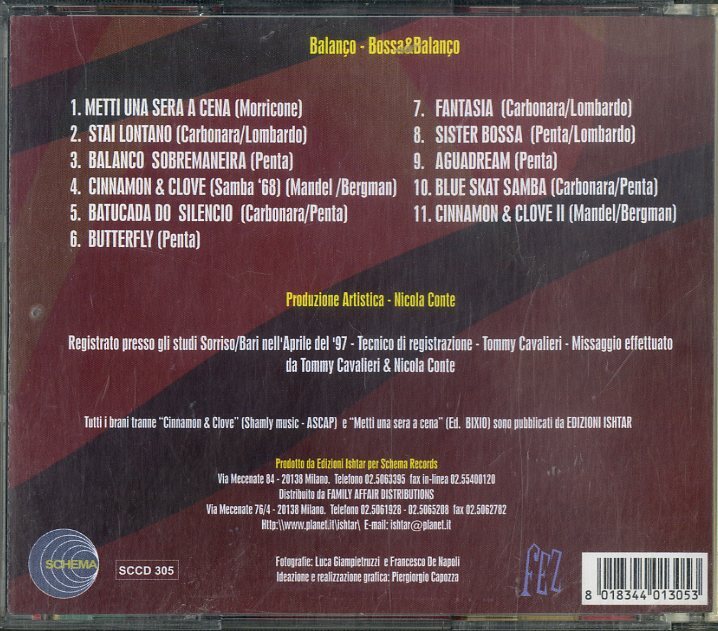 Balanço - Bossa&Balanço
1. METTI UNA SERA A CENA (Morricone)
2. STAI LONTANO (Carbonara/Lombardo)
3. BALANCO SOBREMANEIRA (Penta)
4. CINNAMON & CLOVE (Samba '68) (Mandel /Bergman)
5. BATUCADA DO SILENCIO (Carbonara/Penta)
6. BUTTERFLY (Penta)
7. FANTASIA (Carbonara/Lombardo)
8. SISTER BOSSA (Penta/Lombardo)
9. AGUADREAM (Penta)
10. BLUE SKAT SAMBA (Carbonara/Penta)
11. CINNAMON & CLOVE II (Mandel/Bergman)
Produzione Artistica - Nicola Conte
Registrato presso gli studi Sorriso/Bari nell'Aprile del '97 - Tecnico di registrazione - Tommy Cavalieri - Missaggio effettuato
da Tommy Cavalieri & Nicola Conte
Tutti i brani tranne "Cinnamon & Clove" (Shamly music - ASCAP) e "Metti una sera a cena" (Ed. BIXIO) sono pubblicati da EDIZIONI ISHTAR
Prodotto da Edizioni Ishtar per Schema Records
Via Mecenate 84 - 20138 Milano. Telefono 02.5063395 fax in-linea 02.55400120
Distribuito da FAMILY AFFAIR DISTRIBUTIONS
Via Mecenate 76/4 - 20138 Milano. Telefono 02.5061928 - 02.5065208 fax 02.5062782
Http:\\www.planet.it\ishtar\ E-mail: ishtar@planet.it
Fotografie: Luca Giampietruzzi e Francesco De Napoli
Ideazione e realizzazione grafica: Piergiorgio Capozza
SCHEMA
SCCD 305
FEZ
8 018344 013053